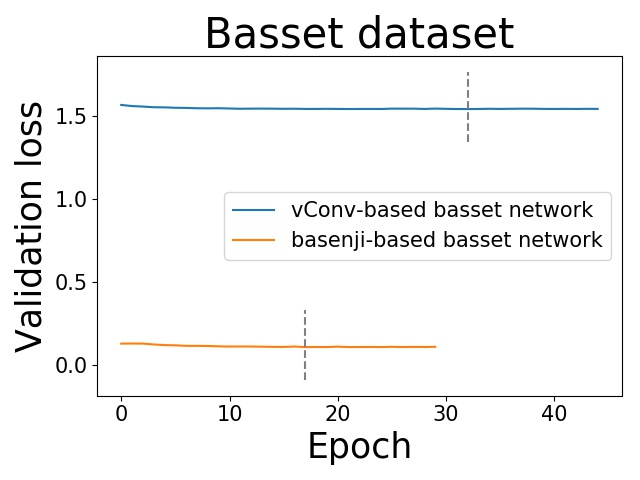 Basset dataset
Validation loss
1.5
1.0
0.5
0.0
vConv-based basset network
basenji-based basset network
0 10 20 30 40
Epoch